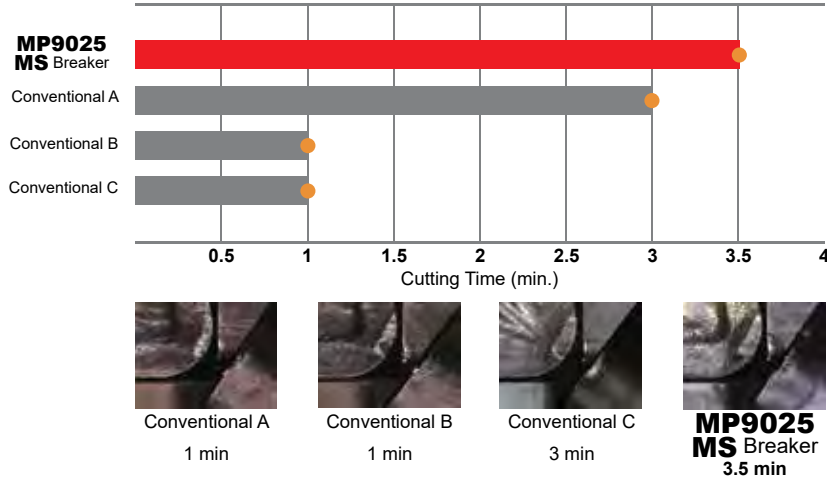 MP9025
MS Breaker
Conventional A
Conventional B
Conventional C
0.5 1 1.5 2 2.5 3 3.5 4
Cutting Time (min.)
Conventional A Conventional B Conventional C MP9025
MS Breaker
1 min 1 min 3 min 3.5 min